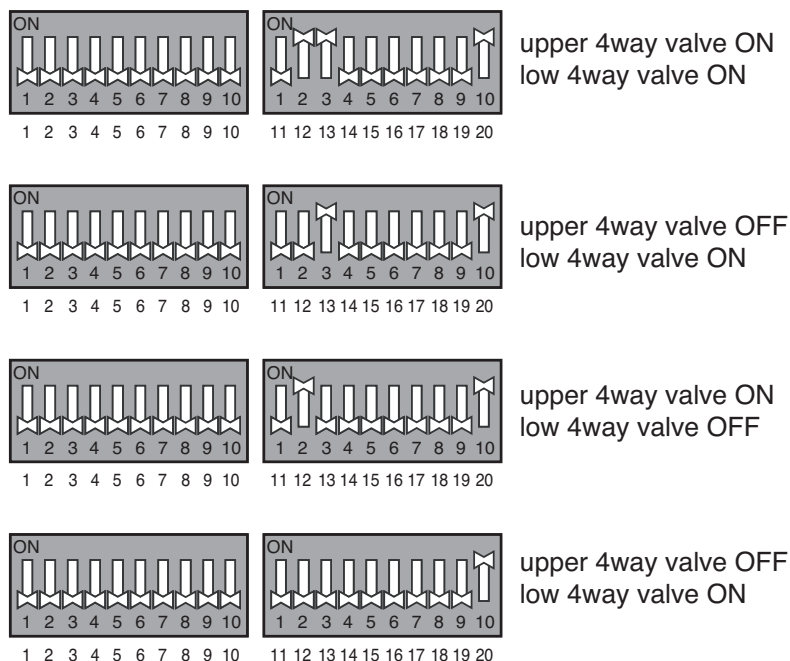 ON ON
1 2 3 4 5 6 7 8 9 10 1 2 3 4 5 6 7 8 9 10
1 2 3 4 5 6 7 8 9 10 11 12 13 14 15 16 17 18 19 20
upper 4way valve ON
low 4way valve ON
ON ON
1 2 3 4 5 6 7 8 9 10 1 2 3 4 5 6 7 8 9 10
1 2 3 4 5 6 7 8 9 10 11 12 13 14 15 16 17 18 19 20
upper 4way valve OFF
low 4way valve ON
ON ON
1 2 3 4 5 6 7 8 9 10 1 2 3 4 5 6 7 8 9 10
1 2 3 4 5 6 7 8 9 10 11 12 13 14 15 16 17 18 19 20
upper 4way valve ON
low 4way valve OFF
ON ON
1 2 3 4 5 6 7 8 9 10 1 2 3 4 5 6 7 8 9 10
1 2 3 4 5 6 7 8 9 10 11 12 13 14 15 16 17 18 19 20
upper 4way valve OFF
low 4way valve ON